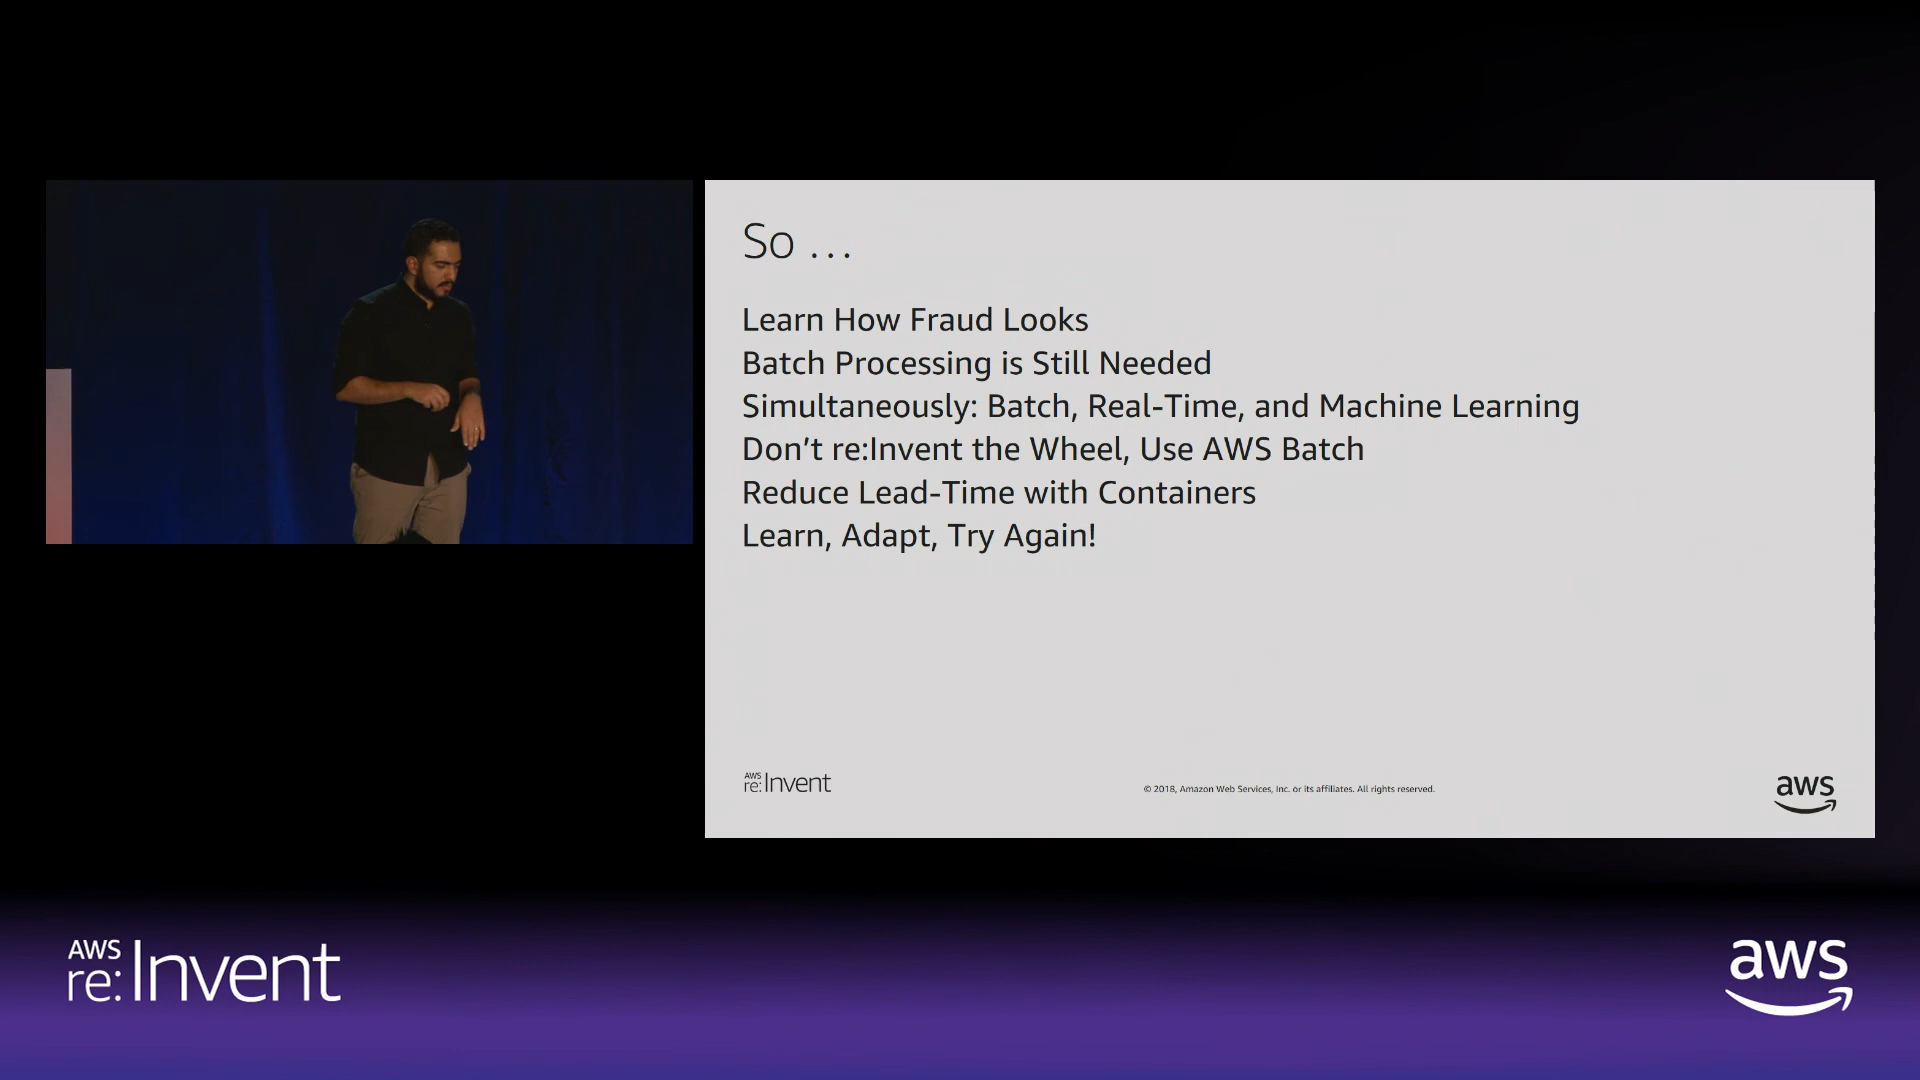 So ...
Learn How Fraud Looks
Batch Processing is Still Needed
Simultaneously: Batch, Real-Time, and Machine Learning
Don’t re:Invent the Wheel, Use AWS Batch
Reduce Lead-Time with Containers
Learn, Adapt, Try Again!
AWS
re:Invent
© 2018, Amazon Web Services, Inc. or its affiliates. All rights reserved.
aws
AWS
re:Invent
aws